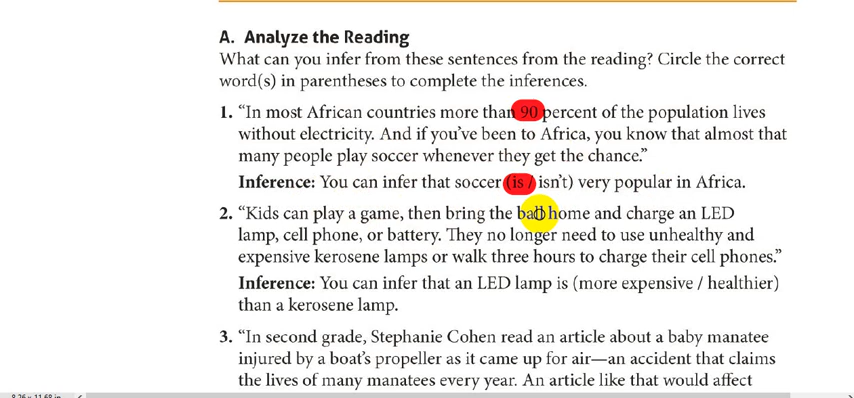 A. Analyze the Reading
What can you infer from these sentences from the reading? Circle the correct
word(s) in parentheses to complete the inferences.
1. “In most African countries more than 90 percent of the population lives
without electricity. And if you’ve been to Africa, you know that almost that
many people play soccer whenever they get the chance.”
Inference: You can infer that soccer (is / isn’t) very popular in Africa.
2. “Kids can play a game, then bring the ball home and charge an LED
lamp, cell phone, or battery. They no longer need to use unhealthy and
expensive kerosene lamps or walk three hours to charge their cell phones.”
Inference: You can infer that an LED lamp is (more expensive / healthier)
than a kerosene lamp.
3. “In second grade, Stephanie Cohen read an article about a baby manatee
injured by a boat’s propeller as it came up for air—an accident that claims
the lives of many manatees every year. An article like that would affect
8.26 x 11.68 in